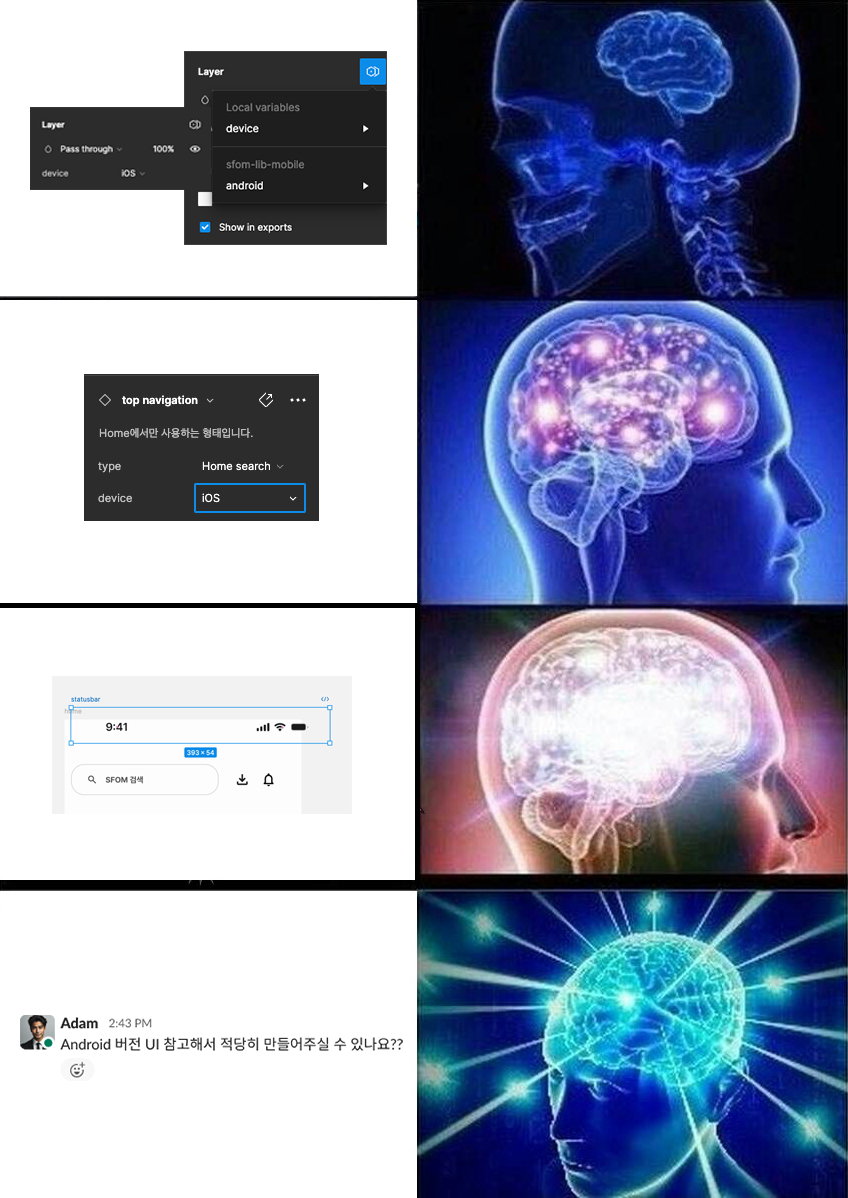 Layer
Local variables
device
sfom-lib-mobile
android
Show in exports
Layer
Pass through
100%
device
iOS
top navigation
Home에서만 사용하는 형태입니다.
type
Home search
device
iOS
statusbar
home
9:41
393 × 54
SFOM 검색
Adam 2:43 PM
Android 버전 UI 참고해서 적당히 만들어주실 수 있나요??